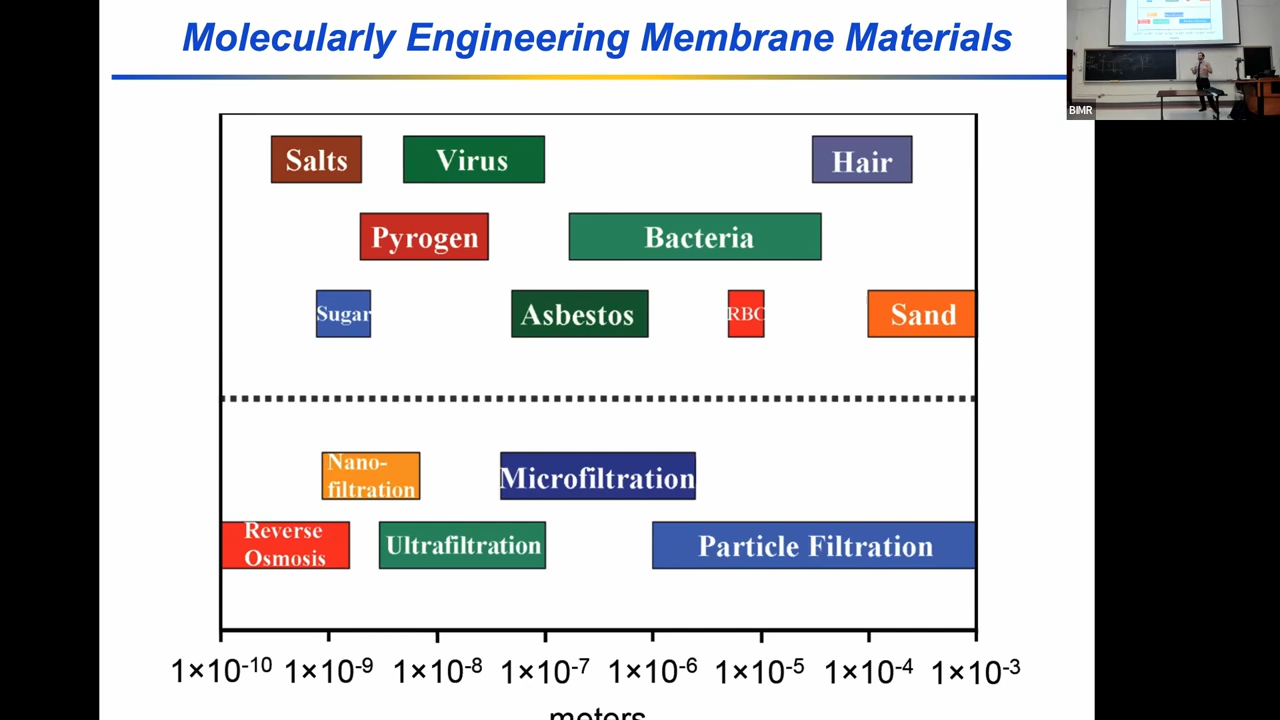 Molecularly Engineering Membrane Materials
BIMR
Salts
Virus
Hair
Pyrogen
Bacteria
Sugar
Asbestos
RBC
Sand
Nano-
filtration
Microfiltration
Reverse
Osmosis
Ultrafiltration
Particle Filtration
1×10⁻¹⁰ 1×10⁻⁹ 1×10⁻⁸ 1×10⁻⁷ 1×10⁻⁶ 1×10⁻⁵ 1×10⁻⁴ 1×10⁻³
meters